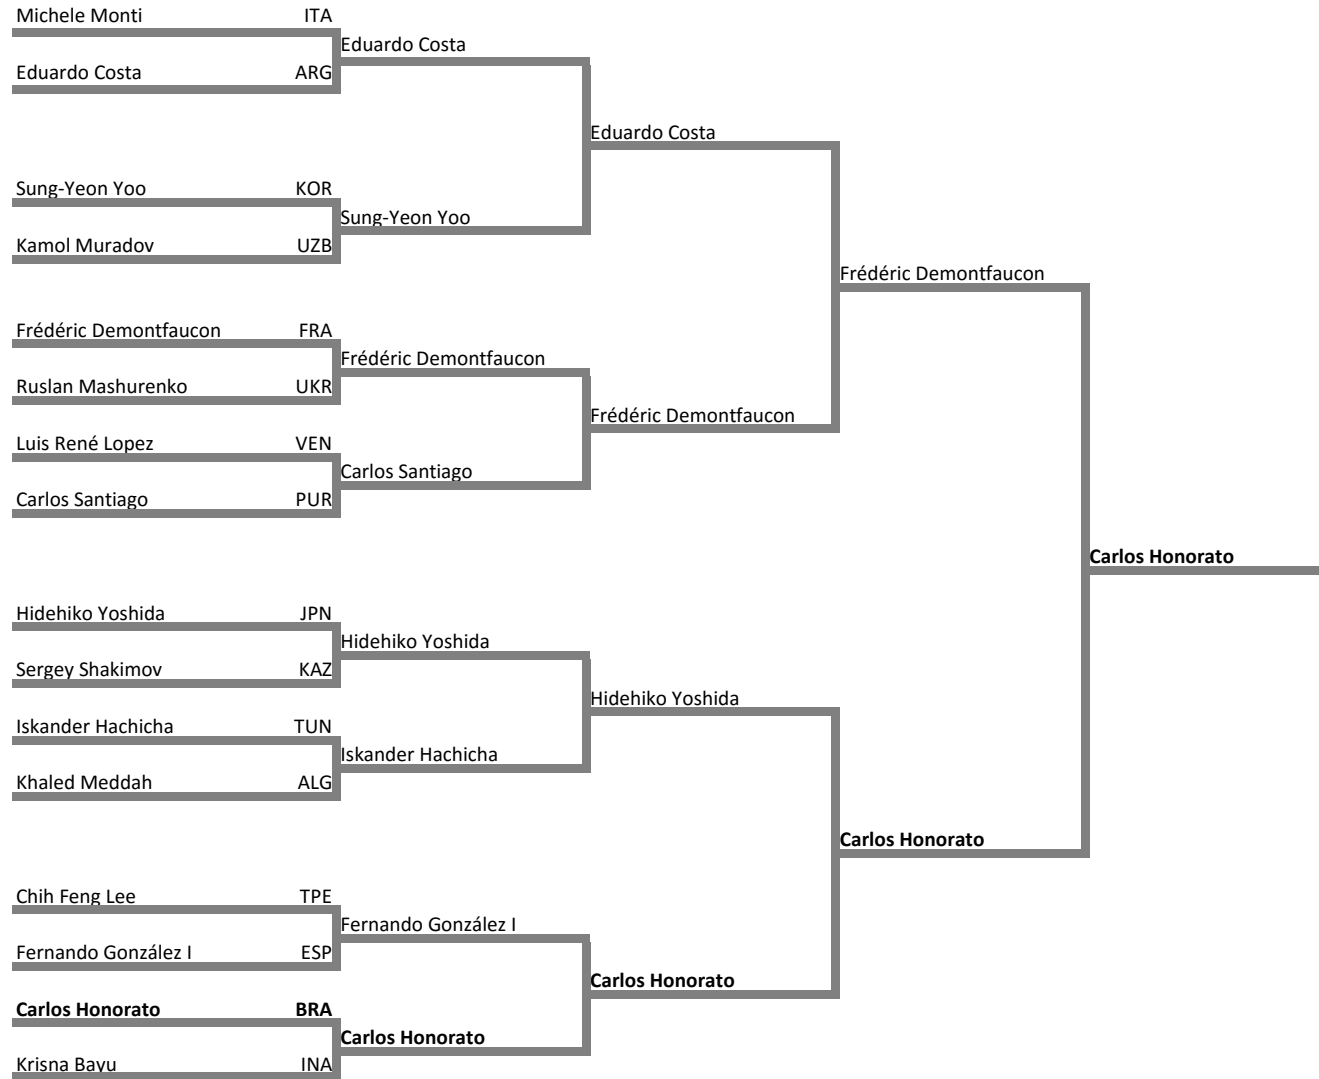 Michele Monti ITA
Eduardo Costa
Eduardo Costa ARG
Eduardo Costa
Sung-Yeon Yoo KOR
Sung-Yeon Yoo
Kamol Muradov UZB
Frédéric Demontfaucon
Frédéric Demontfaucon FRA
Frédéric Demontfaucon
Ruslan Mashurenko UKR
Frédéric Demontfaucon
Luis René Lopez VEN
Carlos Santiago
Carlos Santiago PUR
Carlos Honorato
Hidehiko Yoshida JPN
Hidehiko Yoshida
Sergey Shakimov KAZ
Hidehiko Yoshida
Iskander Hachicha TUN
Iskander Hachicha
Khaled Meddah ALG
Carlos Honorato
Chih Feng Lee TPE
Fernando González I
Fernando González I ESP
Carlos Honorato
Carlos Honorato BRA
Carlos Honorato
Krisna Bayu INA